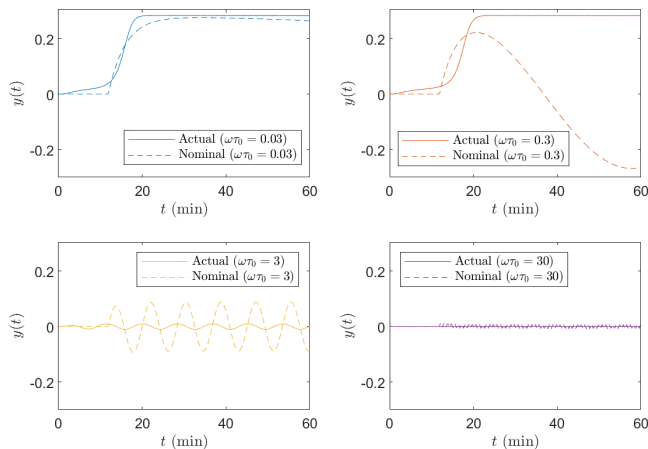 0.2
0
-0.2
y(t)
Actual (ωτ₀ = 0.03)
Nominal (ωτ₀ = 0.03)
0 20 40 60
t (min)
0.2
0
-0.2
y(t)
Actual (ωτ₀ = 0.3)
Nominal (ωτ₀ = 0.3)
0 20 40 60
t (min)
0.2
0
-0.2
y(t)
Actual (ωτ₀ = 3)
Nominal (ωτ₀ = 3)
0 20 40 60
t (min)
0.2
0
-0.2
y(t)
Actual (ωτ₀ = 30)
Nominal (ωτ₀ = 30)
0 20 40 60
t (min)